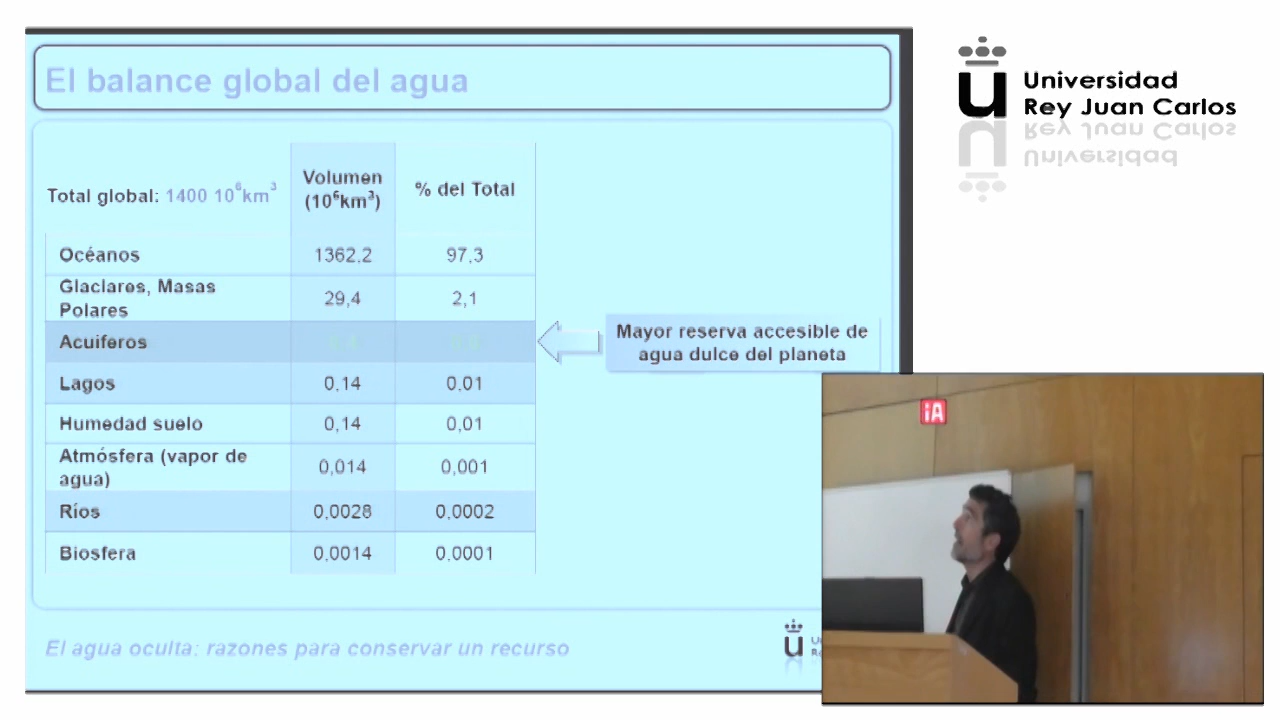 El balance global del agua
Total global: 1400 10⁶km³
Volumen
(10⁶km³)
% del Total
Océanos 1362,2 97,3
Glaciares, Masas
Polares 29,4 2,1
Acuíferos
Lagos 0,14 0,01
Humedad suelo 0,14 0,01
Atmósfera (vapor de
agua) 0,014 0,001
Ríos 0,0028 0,0002
Biosfera 0,0014 0,0001
Mayor reserva accesible de
agua dulce del planeta
El agua oculta: razones para conservar un recurso
Universidad
Rey Juan Carlos
iA